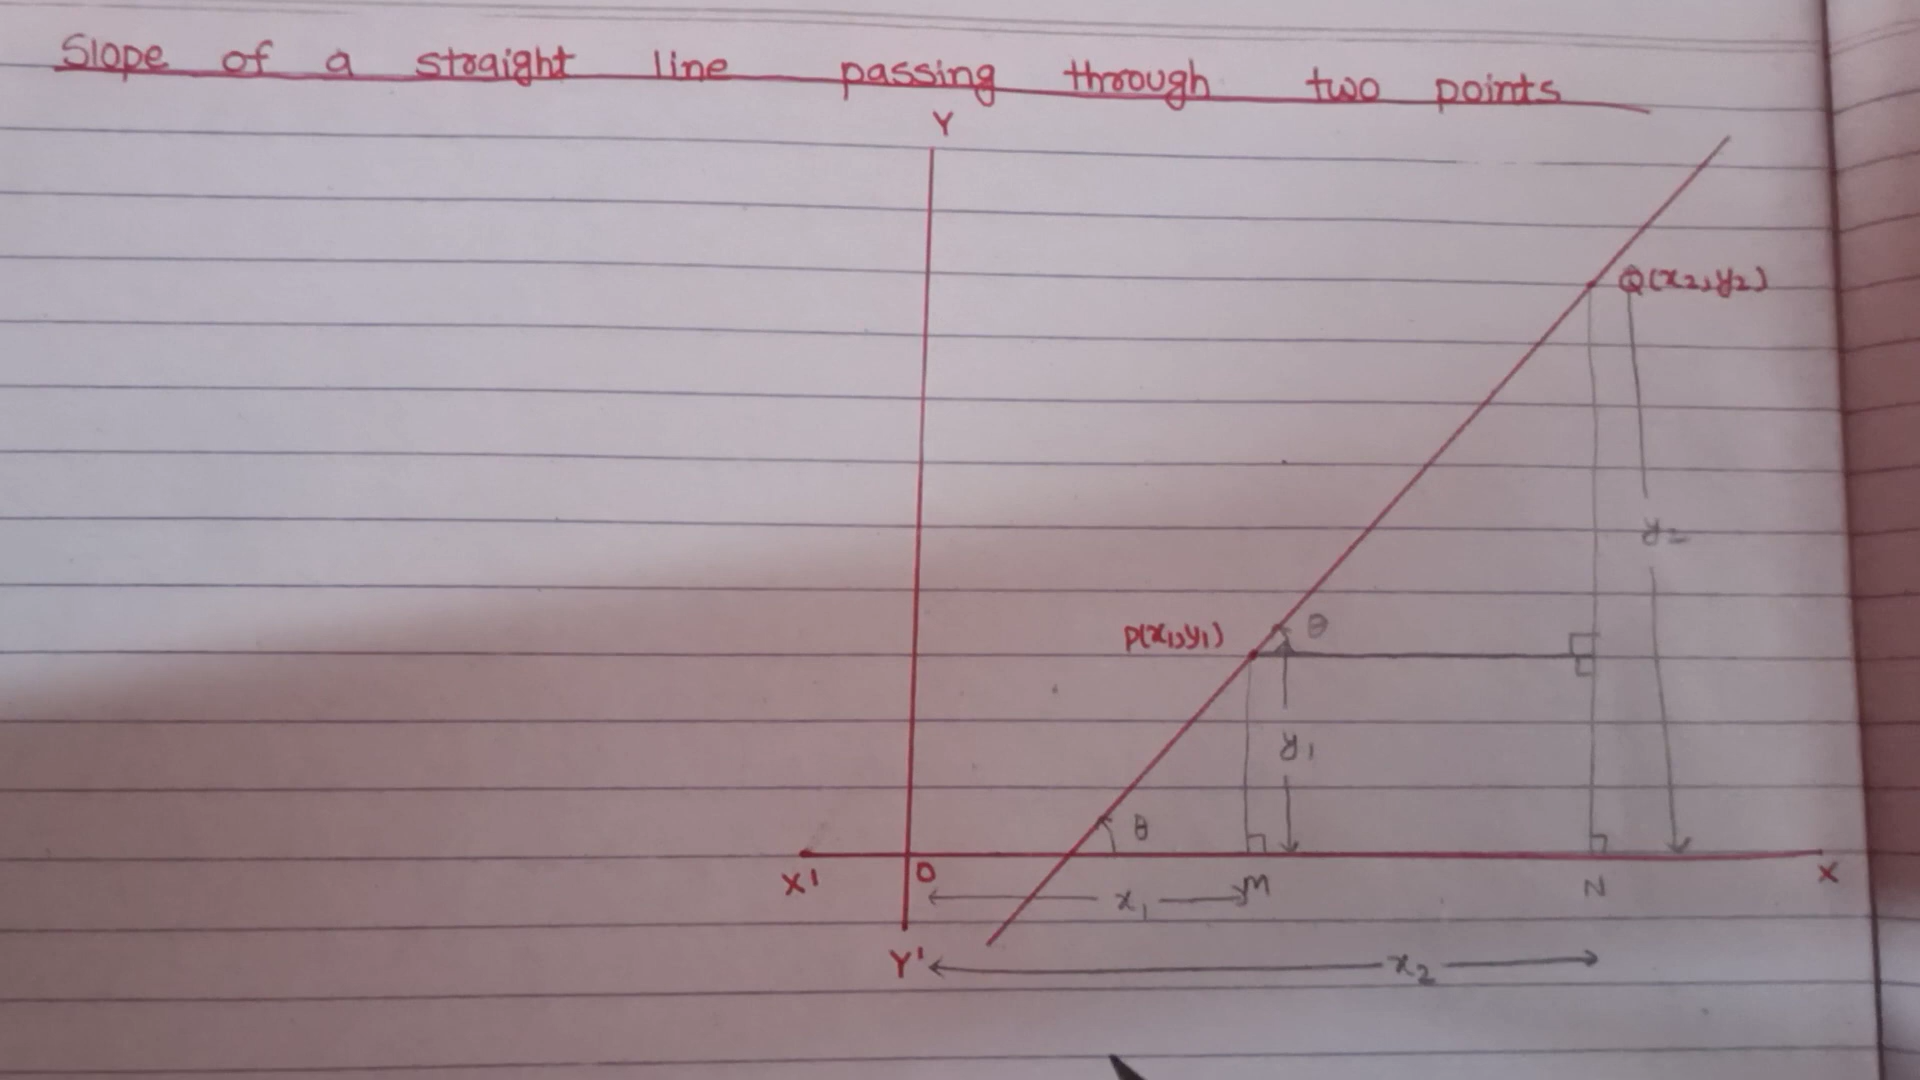 Slope of a straight line passing through two points
Y
Q(x₂,y₂)
y₂
P(x₁,y₁) θ
y₁
θ
X' O M N X
x₁
Y' x₂